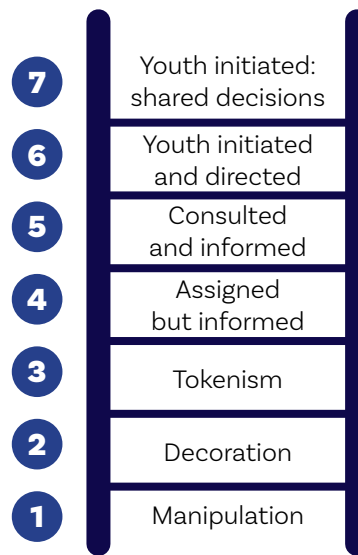 7
Youth initiated:
shared decisions
6
Youth initiated
and directed
5
Consulted
and informed
4
Assigned
but informed
3
Tokenism
2
Decoration
1
Manipulation